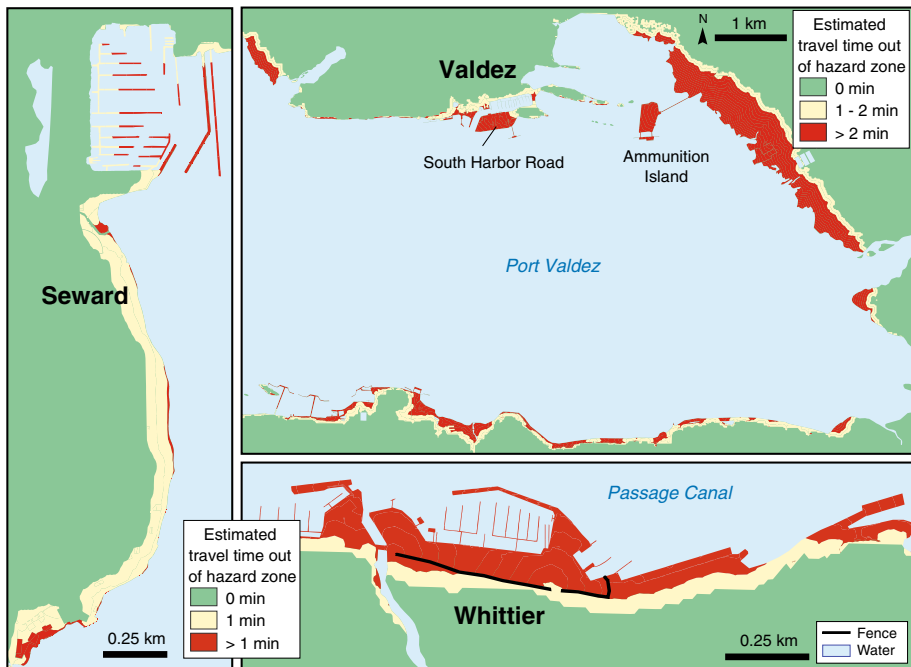 Seward
Estimated
travel time out
of hazard zone
0 min
1 min
> 1 min
0.25 km
Valdez
N
1 km
Estimated
travel time out
of hazard zone
0 min
1 - 2 min
> 2 min
South Harbor Road
Ammunition
Island
Port Valdez
Passage Canal
Whittier
0.25 km
Fence
Water